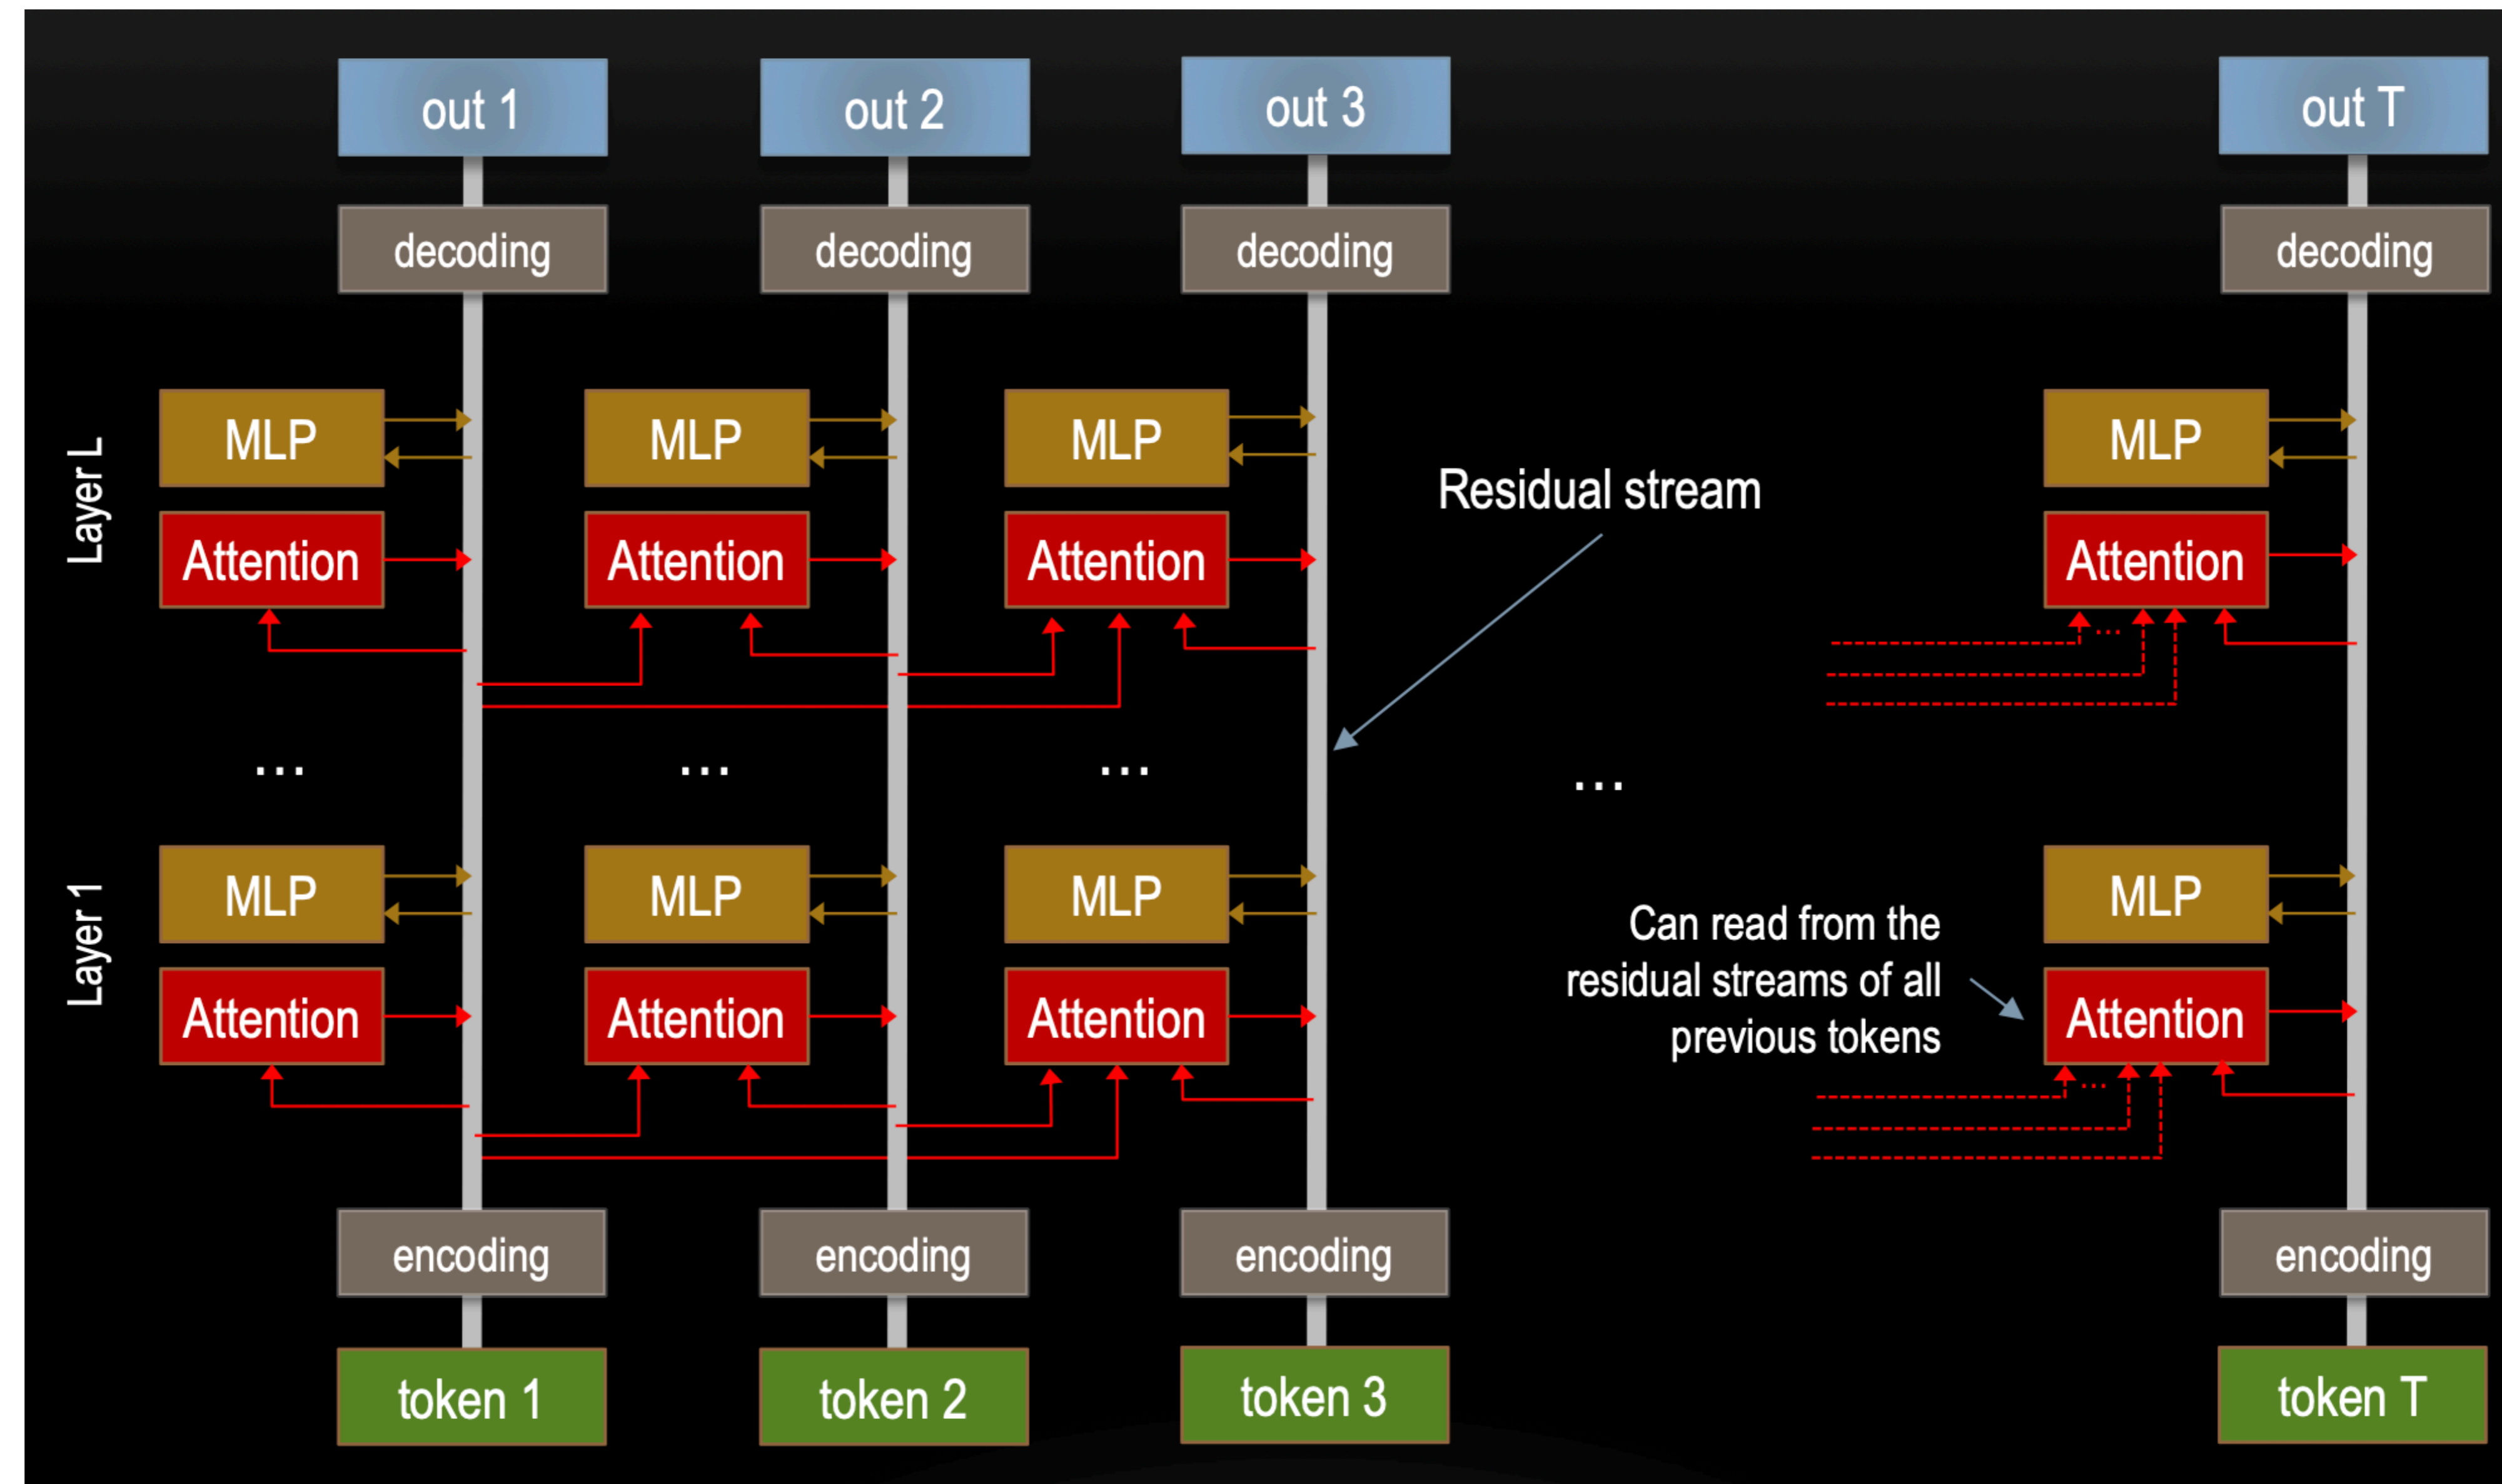 out 1 out 2 out 3 out T
decoding decoding decoding decoding
Layer L
MLP MLP MLP MLP
Residual stream
Attention Attention Attention Attention
...
... ... ... ...
Layer 1
MLP MLP MLP MLP
Can read from the
residual streams of all
previous tokens
Attention Attention Attention Attention
...
encoding encoding encoding encoding
token 1 token 2 token 3 token T